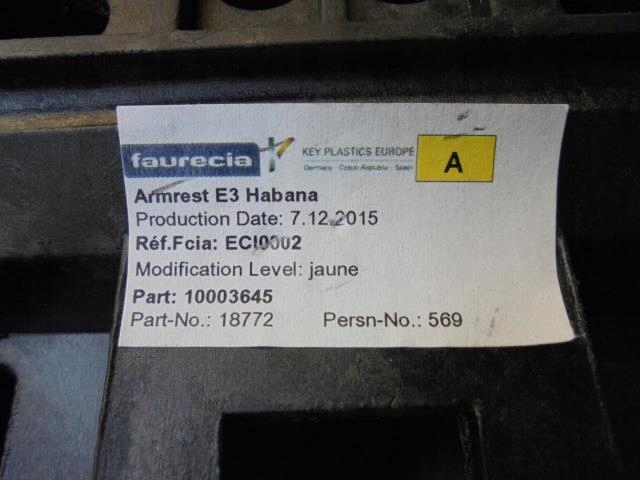 faurecia KEY PLASTICS EUROPE A
Germany - Czech Republic - Spain
Armrest E3 Habana
Production Date: 7.12.2015
Réf.Fcia: ECI0002
Modification Level: jaune
Part: 10003645
Part-No.: 18772 Persn-No.: 569